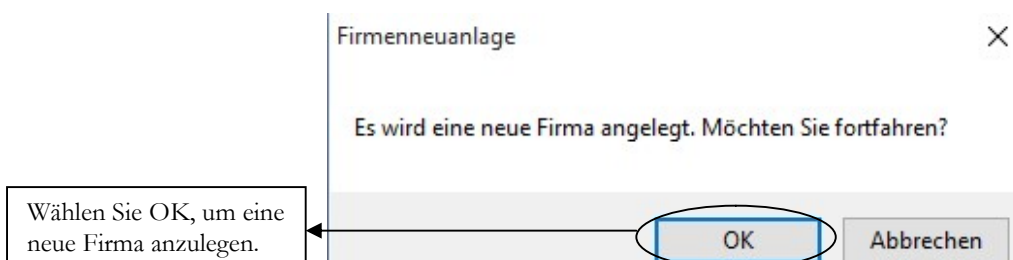 Firmenneuanlage
Es wird eine neue Firma angelegt. Möchten Sie fortfahren?
Wählen Sie OK, um eine
neue Firma anzulegen.
OK Abbrechen